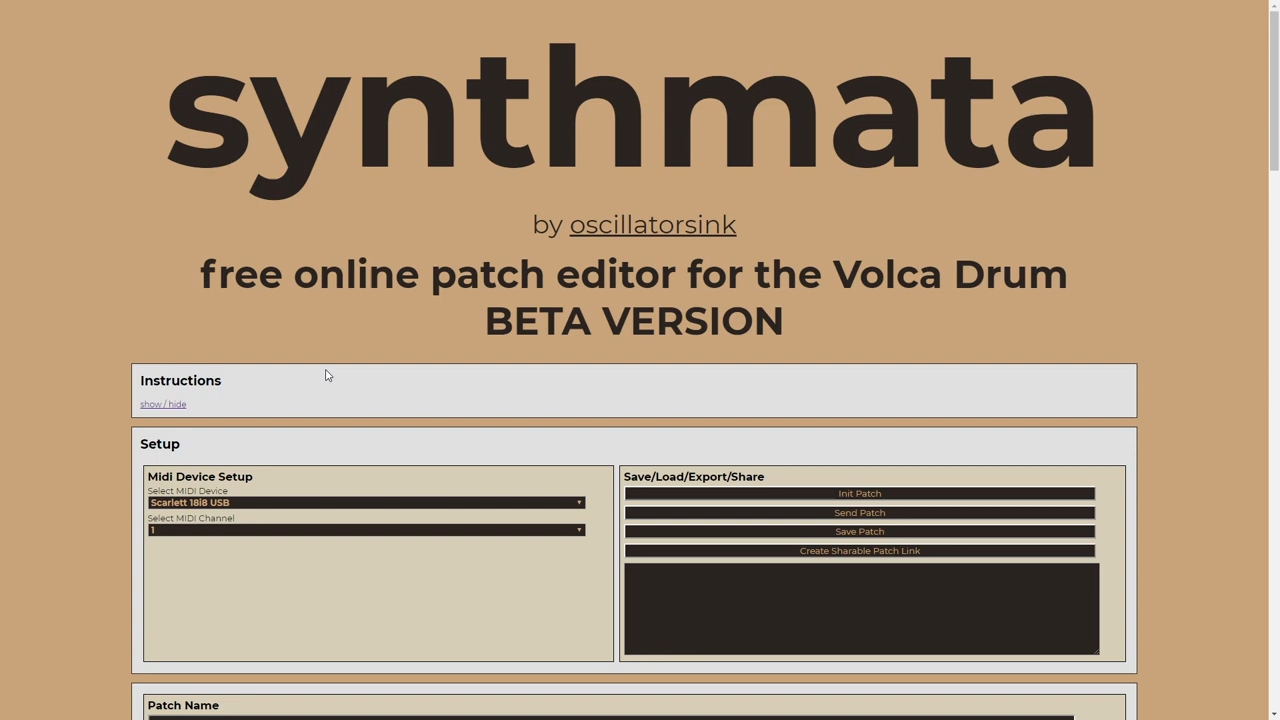 synthmata
by oscillatorsink
free online patch editor for the Volca Drum
BETA VERSION
Instructions
show / hide
Setup
Midi Device Setup
Select MIDI Device
Scarlett 18i8 USB
Select MIDI Channel
1
Save/Load/Export/Share
Init Patch
Send Patch
Save Patch
Create Sharable Patch Link
Patch Name